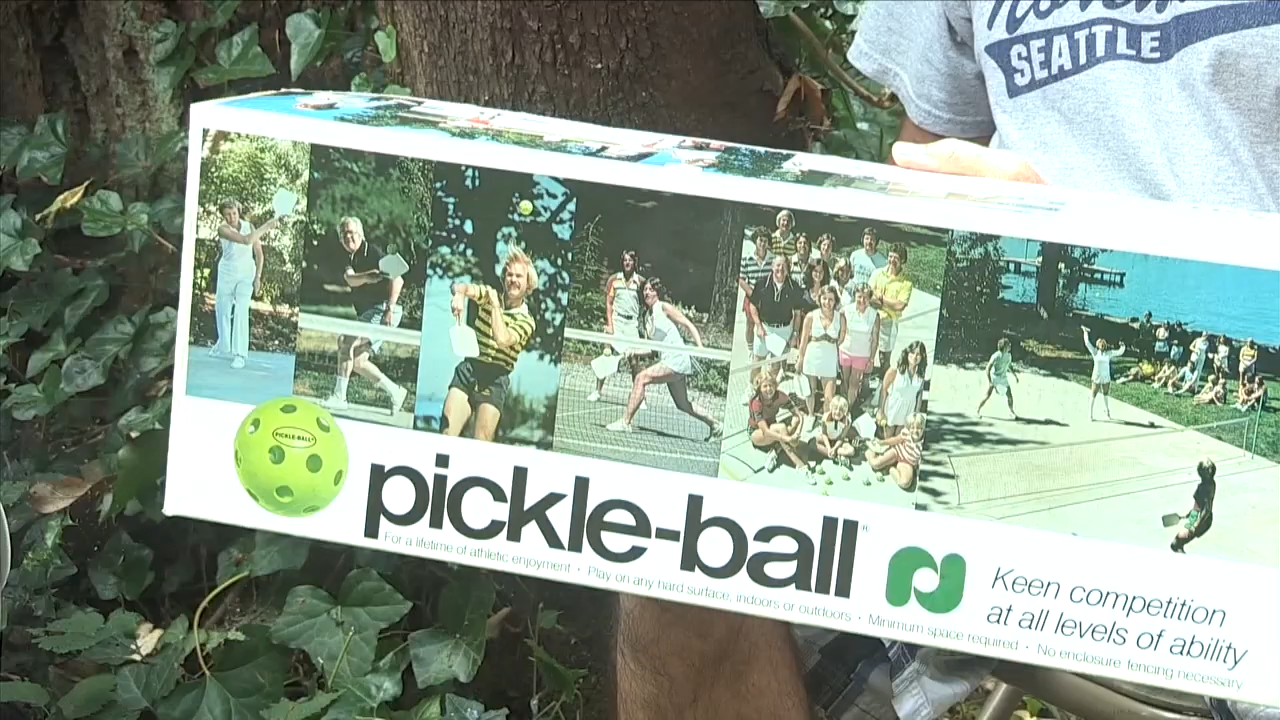 SEATTLE
PICKLE-BALL
pickle-ball
For a lifetime of athletic enjoyment • Play on any hard surface, indoors or outdoors • Minimum space required • No enclosure fencing necessary
Keen competition
at all levels of ability